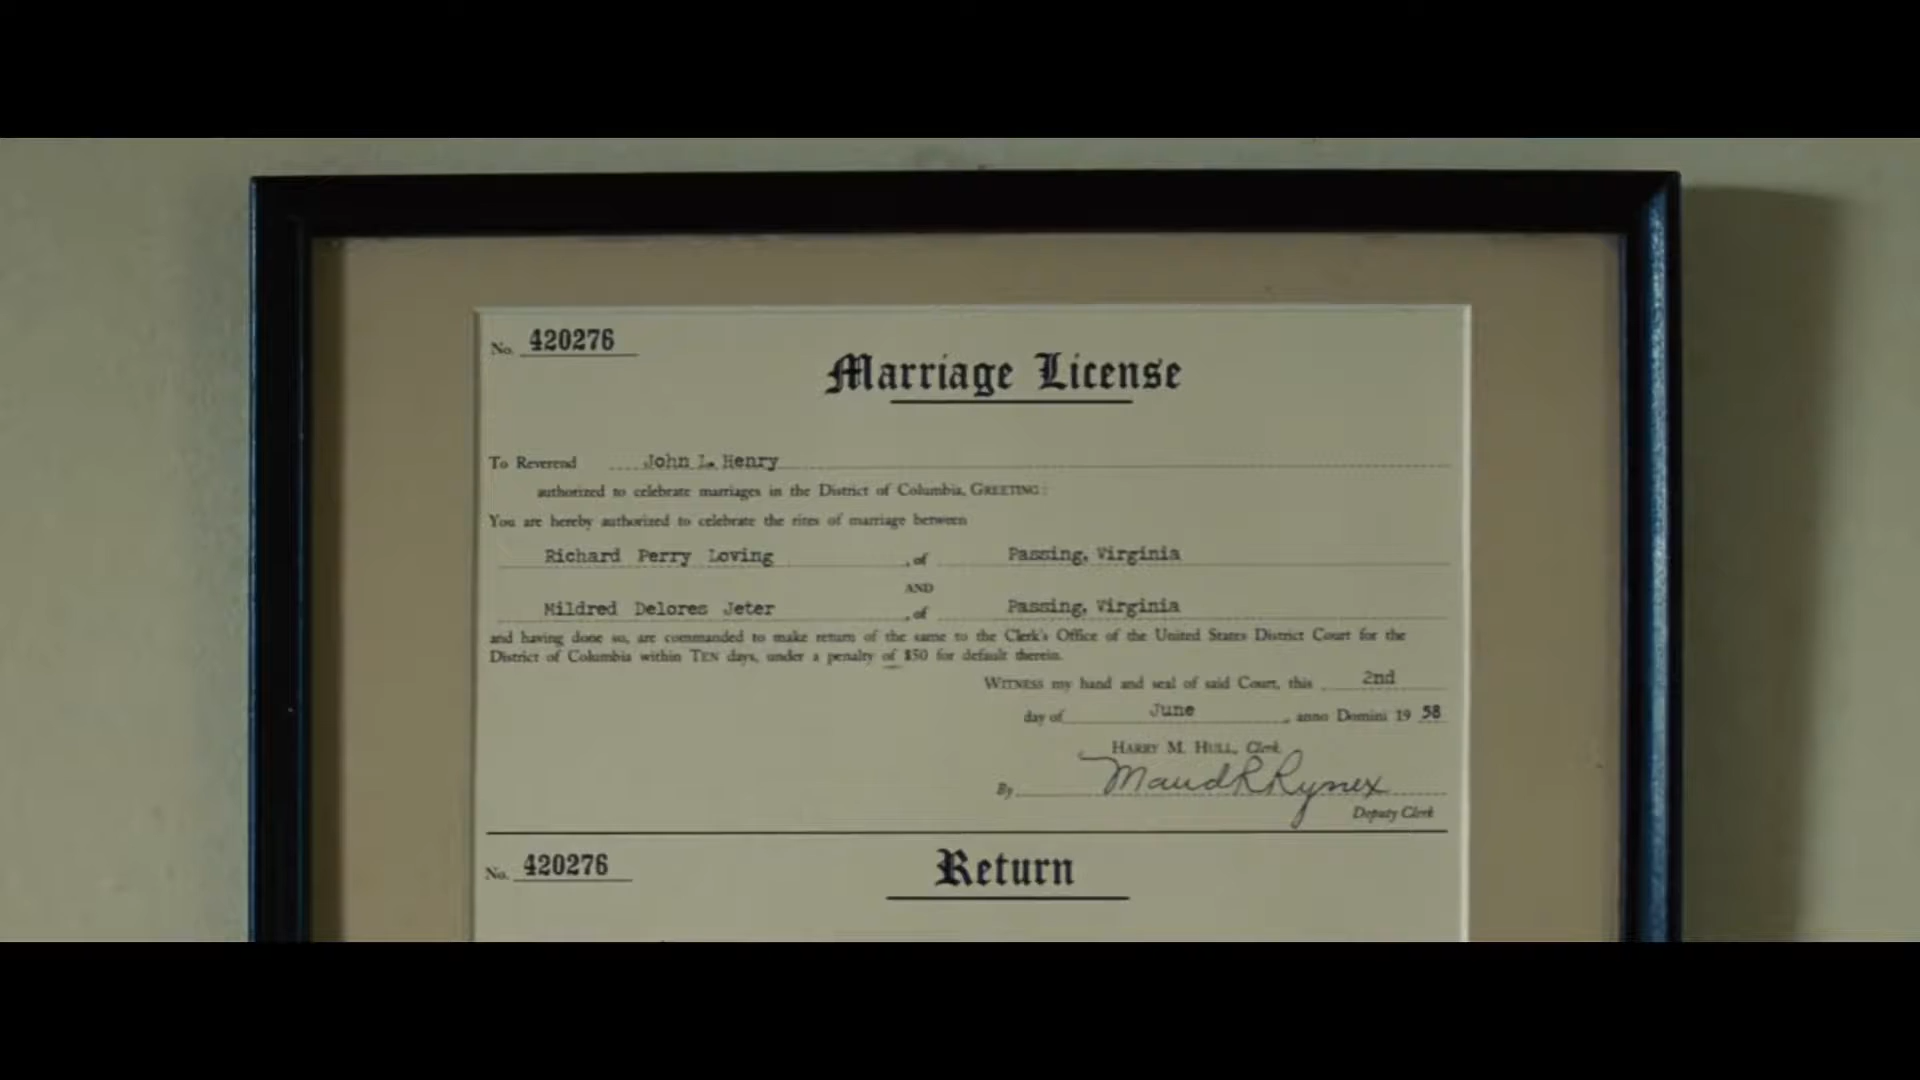 No. 420276
Marriage License
To Reverend John L. Henry
authorized to celebrate marriages in the District of Columbia, GREETING:
You are hereby authorized to celebrate the rites of marriage between
Richard Perry Loving , of Passing, Virginia
AND
Mildred Delores Jeter , of Passing, Virginia
and having done so, are commanded to make return of the same to the Clerk's Office of the United States District Court for the
District of Columbia within TEN days, under a penalty of $50 for default therein.
WITNESS my hand and seal of said Court, this 2nd
day of June , anno Domini 19 58
HARRY M. HULL, Clerk.
By Maud R Rynex
Deputy Clerk
No. 420276
Return